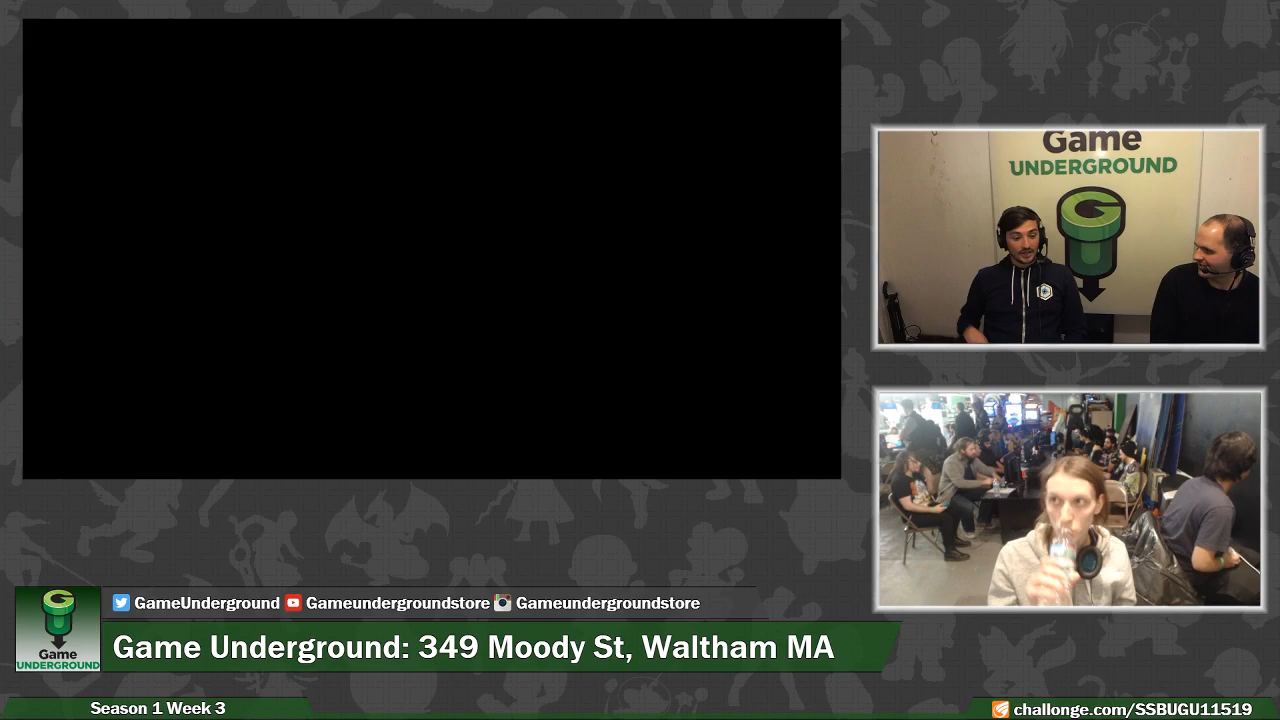 Game
UNDERGROUND
GameUnderground Gameundergroundstore Gameundergroundstore
Game Underground: 349 Moody St, Waltham MA
Game
UNDERGROUND
Season 1 Week 3
challonge.com/SSBUGU11519